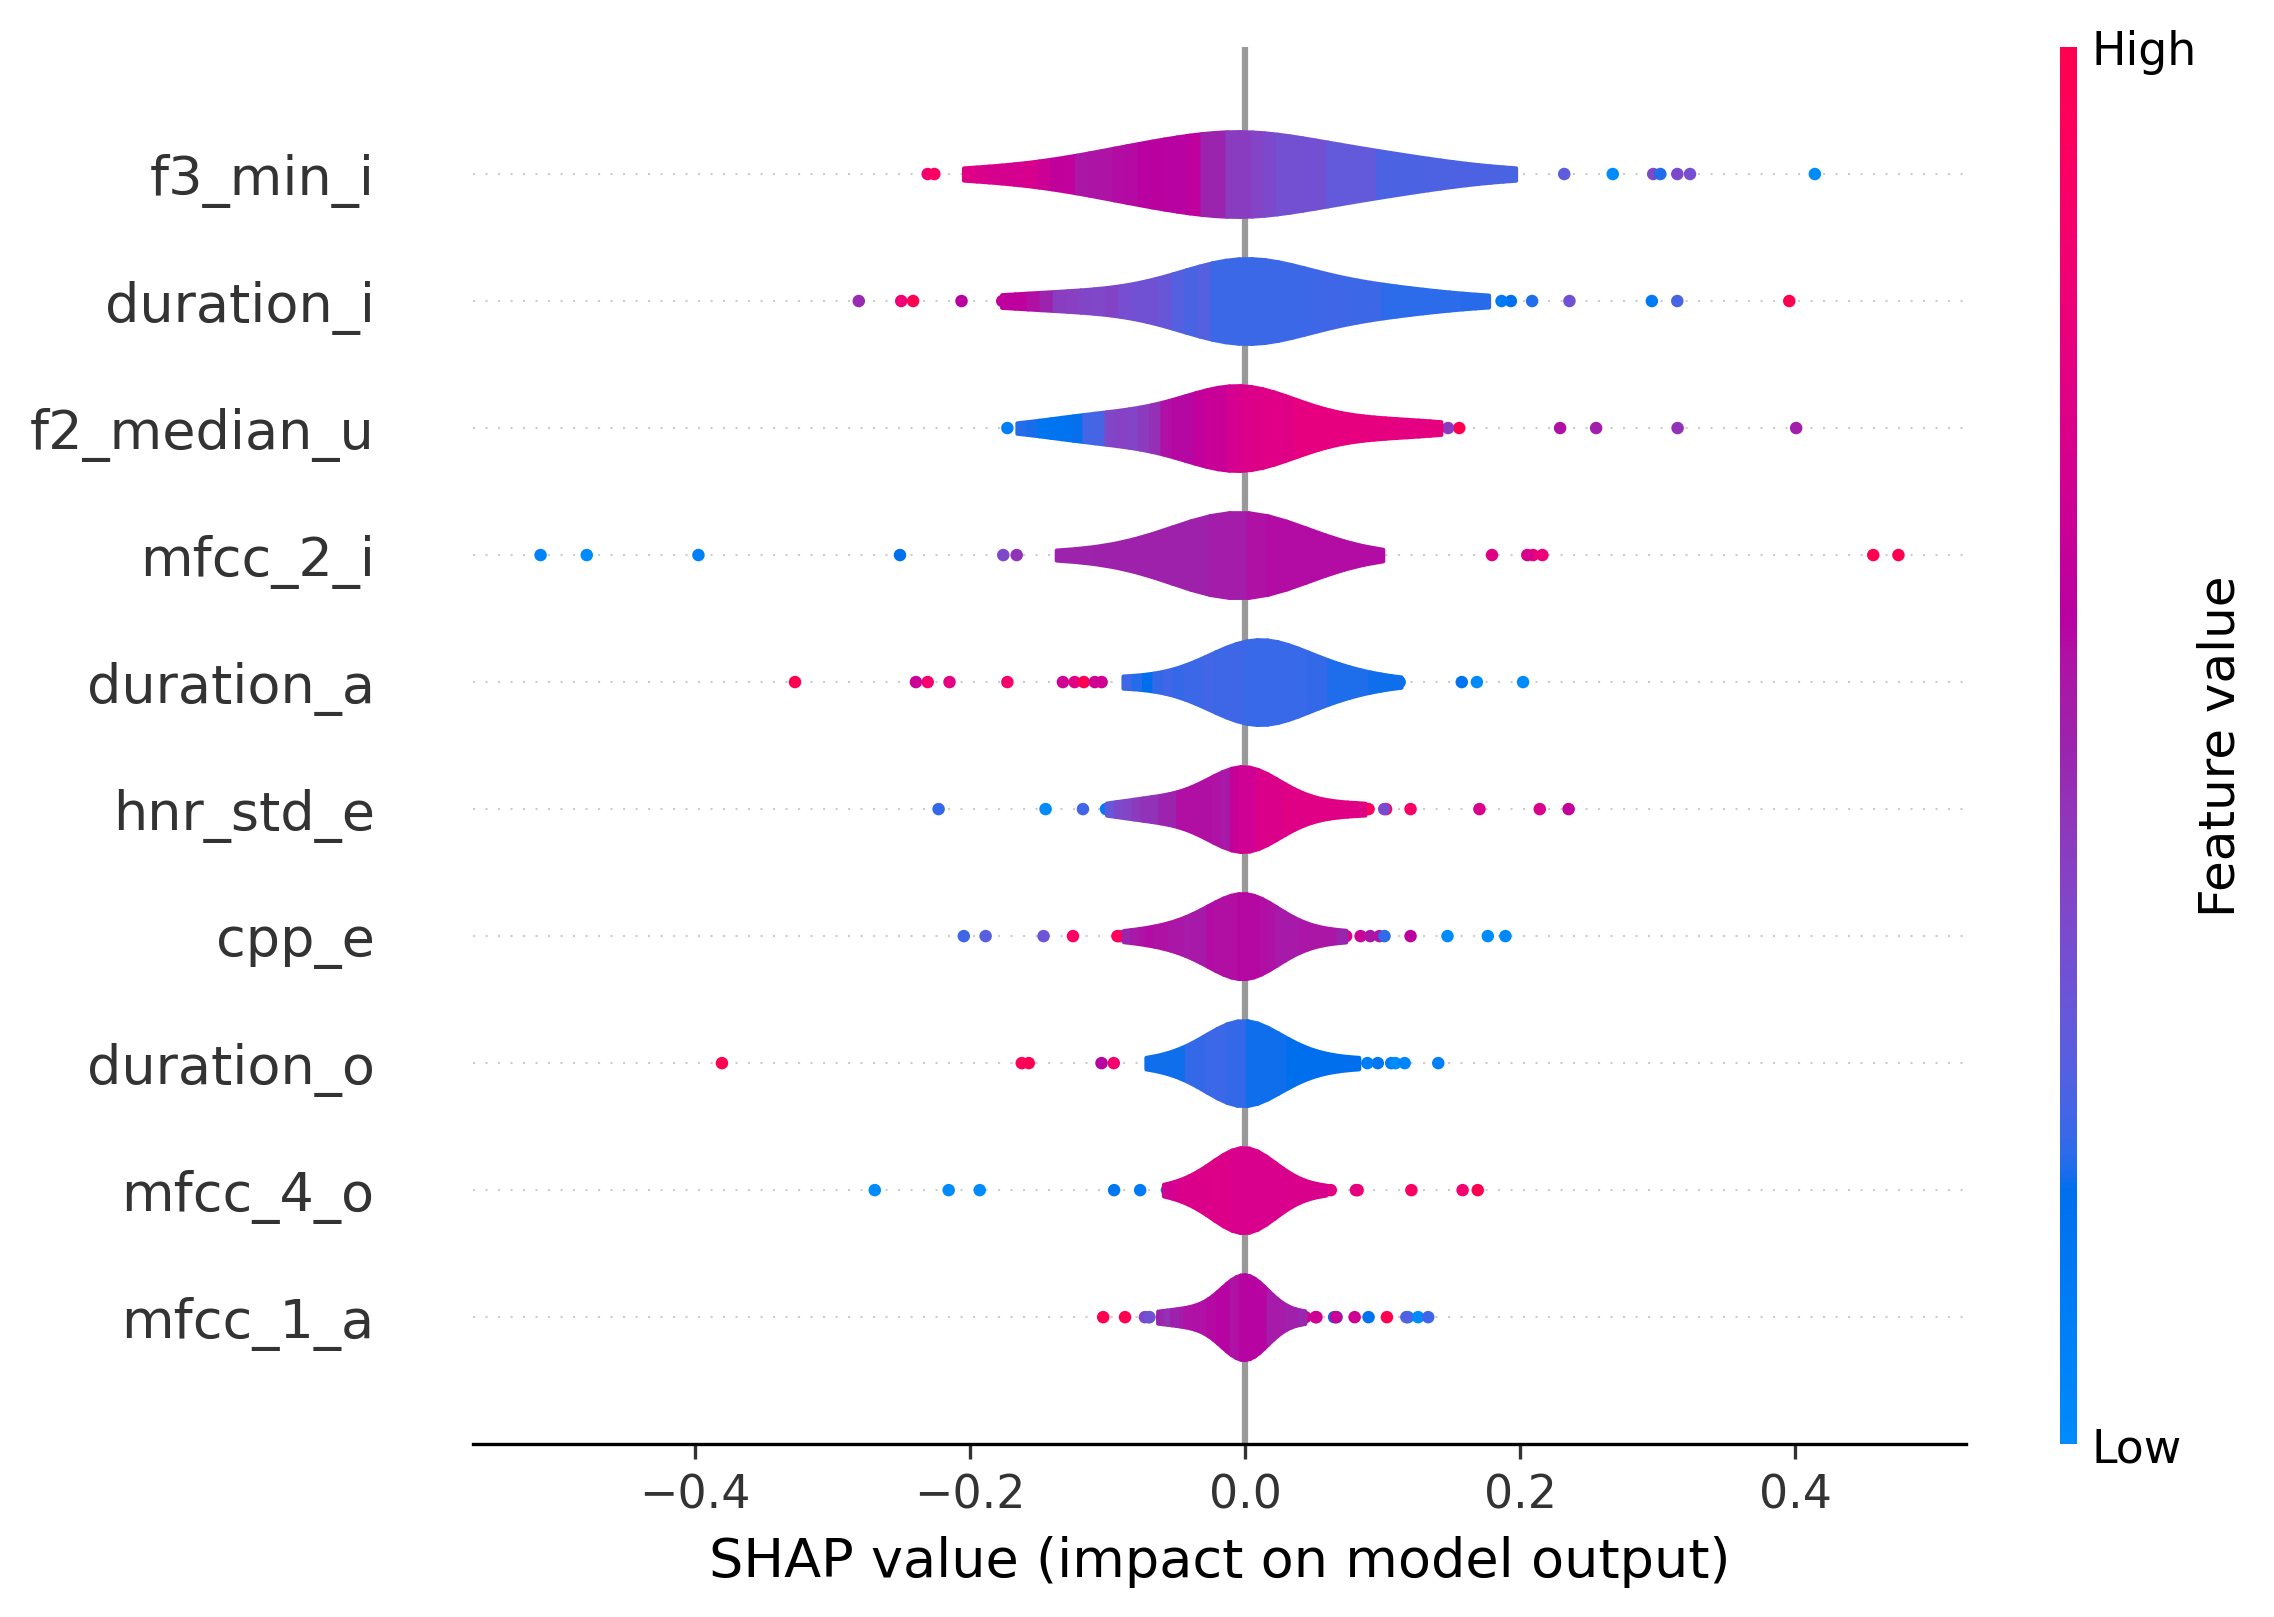 High
f3_min_i
duration_i
f2_median_u
mfcc_2_i
duration_a
hnr_std_e
cpp_e
duration_o
mfcc_4_o
mfcc_1_a
Feature value
Low
−0.4 −0.2 0.0 0.2 0.4
SHAP value (impact on model output)